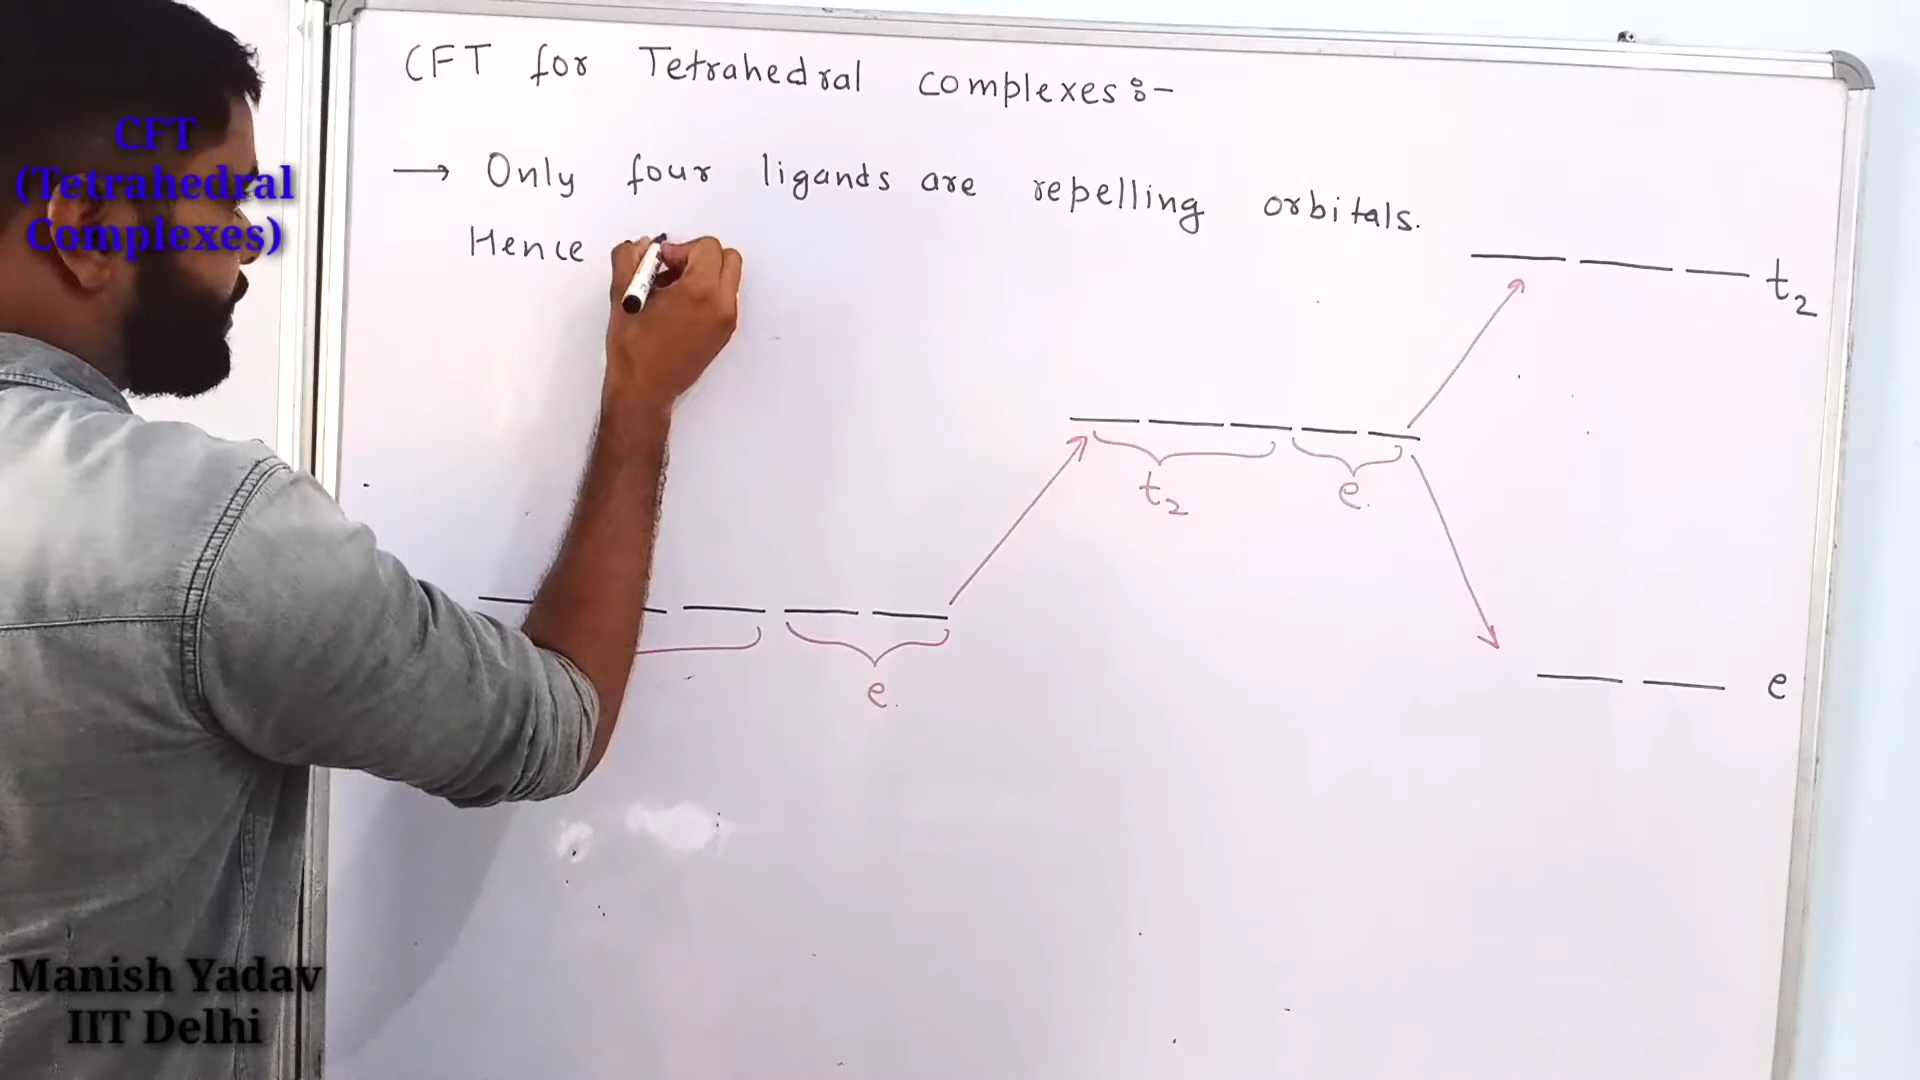 CFT for Tetrahedral complexes:-
CFT
(Tetrahedral
Complexes)
→ Only four ligands are repelling orbitals.
Hence
t2
t2
e.
e.
e
Manish Yadav
IIT Delhi